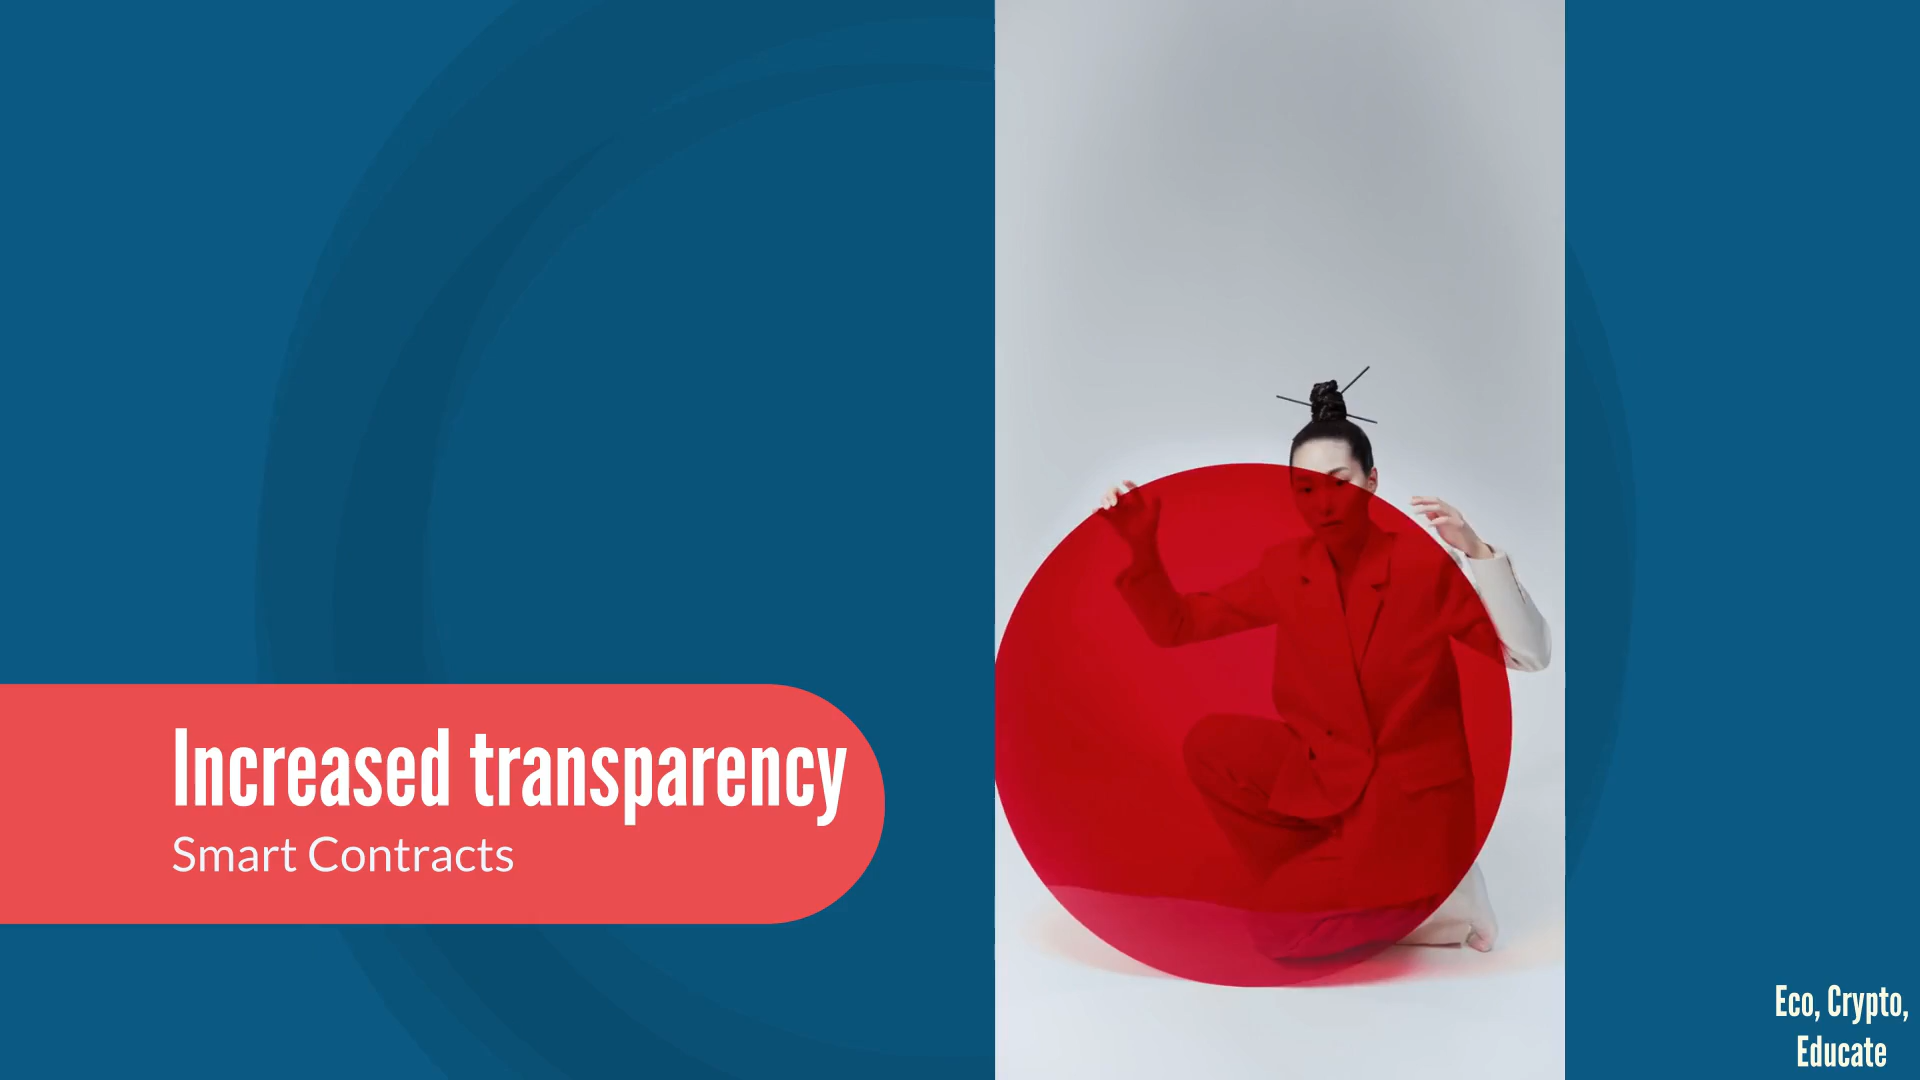 Increased transparency
Smart Contracts
Eco, Crypto,
Educate